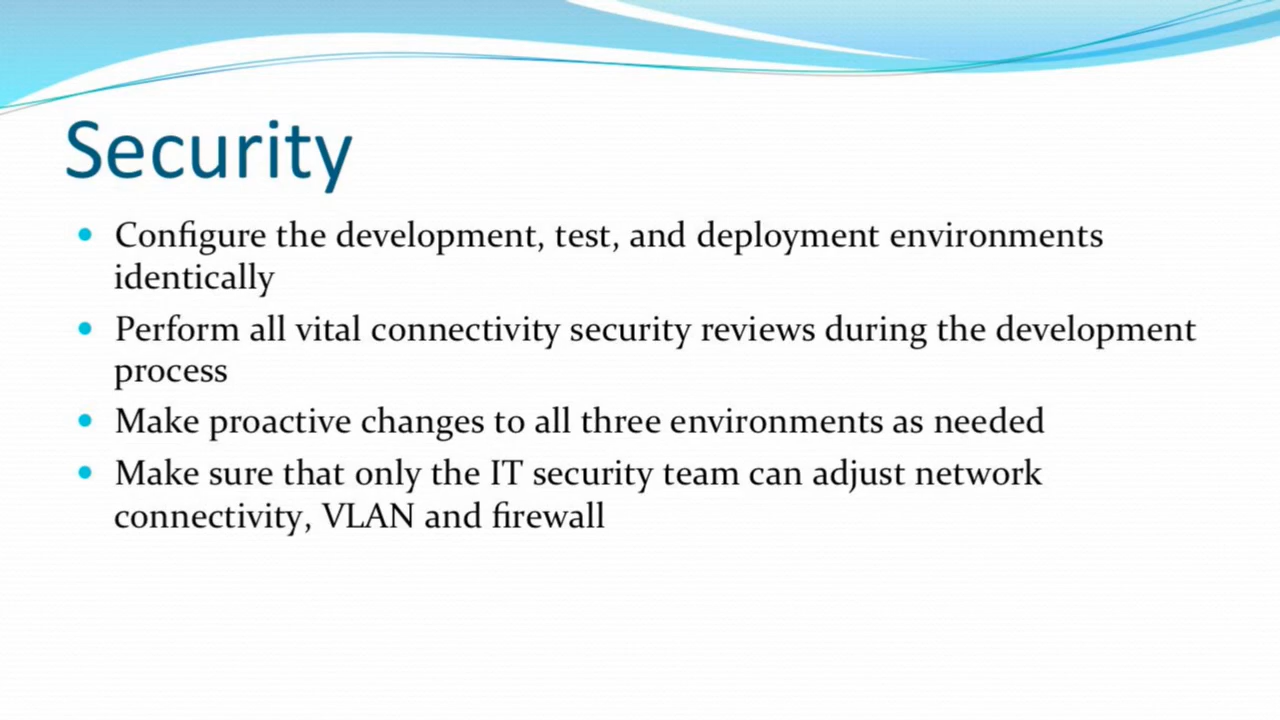 Security
• Configure the development, test, and deployment environments
identically
• Perform all vital connectivity security reviews during the development
process
• Make proactive changes to all three environments as needed
• Make sure that only the IT security team can adjust network
connectivity, VLAN and firewall